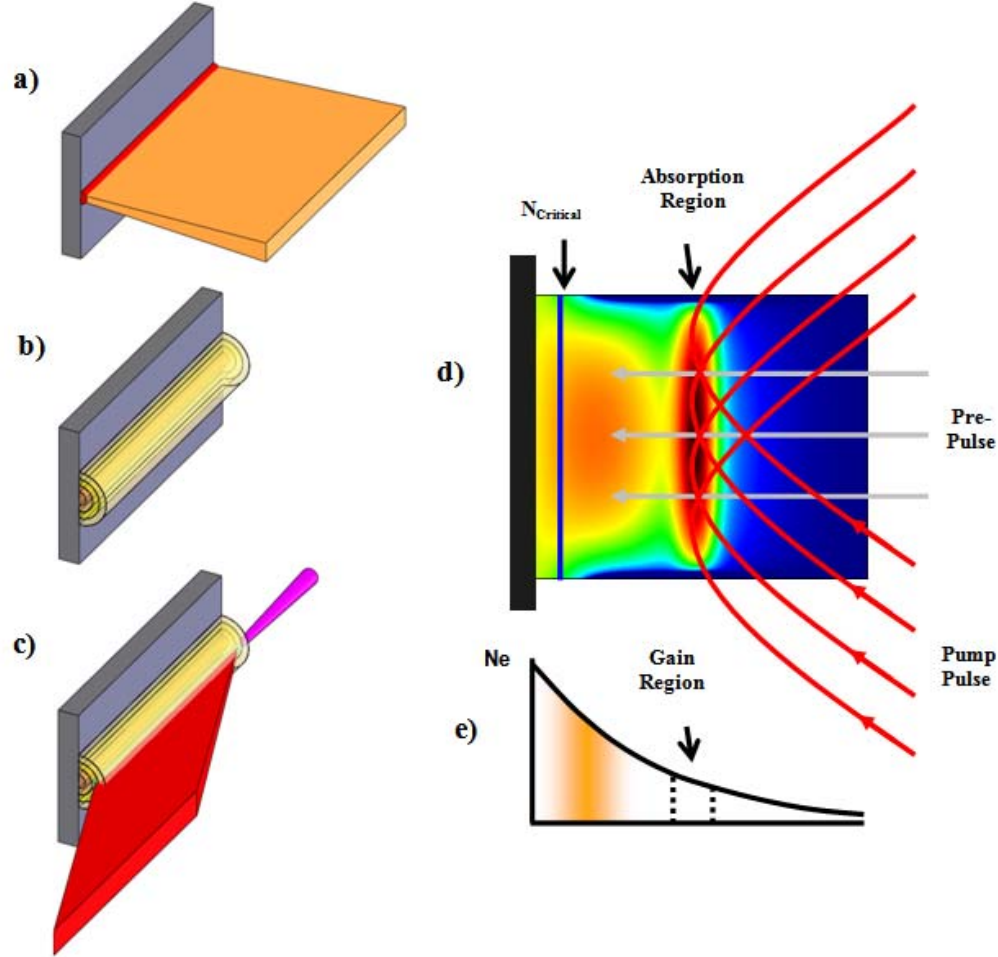 a)
b)
c)
d)
Absorption
Region
NCritical
Pre-
Pulse
Pump
Pulse
e)
Ne
Gain
Region